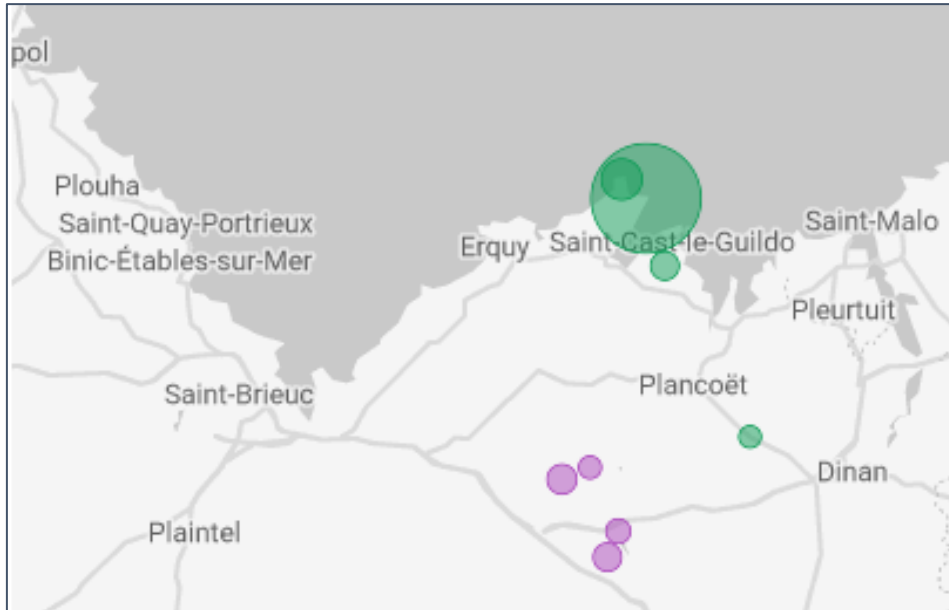 pol
Plouha
Saint-Quay-Portrieux
Binic-Étables-sur-Mer
Erquy
Saint-Cast-le-Guildo
Saint-Malo
Pleurtuit
Saint-Brieuc
Plancoët
Dinan
Plaintel